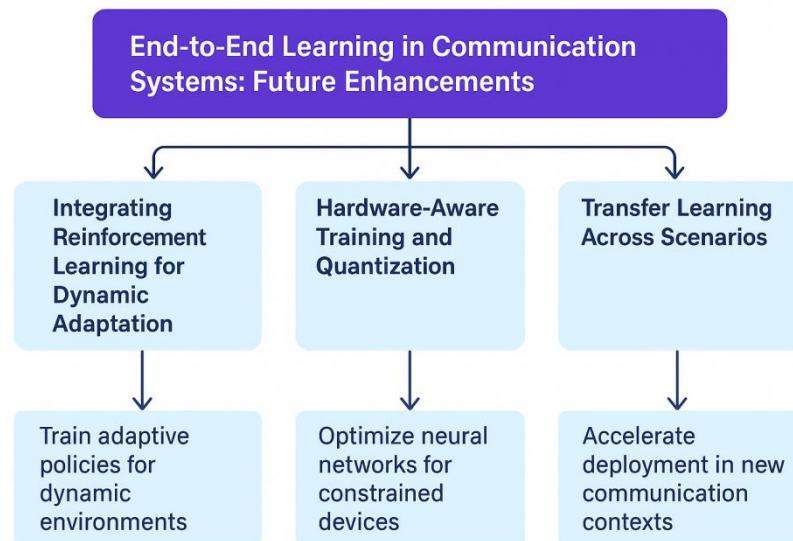 End-to-End Learning in Communication
Systems: Future Enhancements
Integrating
Reinforcement
Learning for
Dynamic
Adaptation
Hardware-Aware
Training and
Quantization
Transfer Learning
Across Scenarios
Train adaptive
policies for
dynamic
environments
Optimize neural
networks for
constrained
devices
Accelerate
deployment in new
communication
contexts